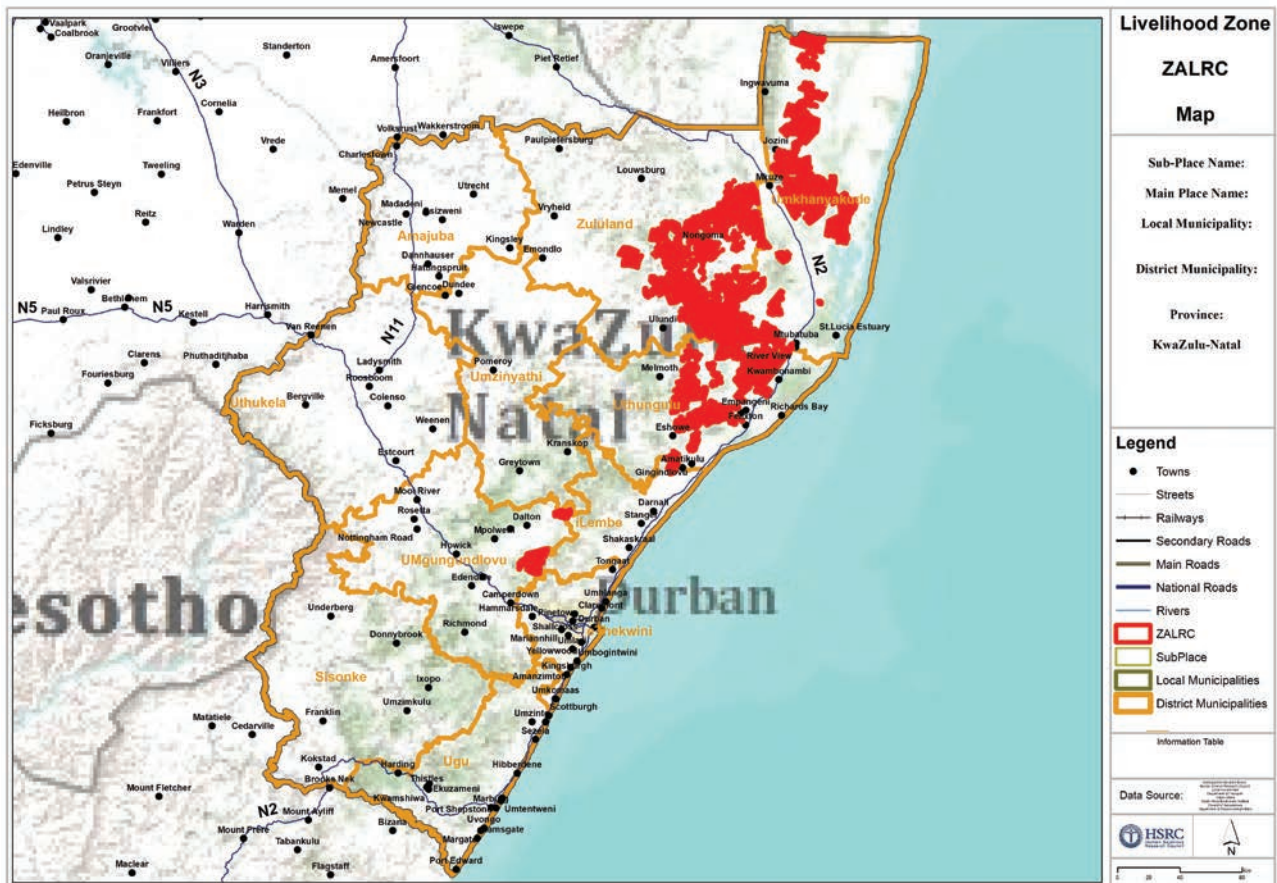 Vaalpark
Coalbrook
Grootvlei
Oranjeville
Villiers
Standerton
Amersfoort
Iswepe
Piet Retief
N3
Cornelia
Heilbron
Frankfort
Vrede
Ingwavuma
Volksrust
Wakkerstroom
Charlestown
Paulpietersburg
Jozini
Edenville
Tweeling
Petrus Steyn
Memel
Utrecht
Louwsburg
Mkuze
Umkhanyakude
Reitz
Madadeni
Newcastle
Vryheid
Zululand
Lindley
Warden
Amajuba
Kingsley
Emondlo
Nongoma
Dannhauser
Hattingspruit
N2
Valsrivier
Glencoe
Dundee
N5
Bethlehem
N5
Paul Roux
Kestell
Harrismith
Van Reenen
N11
KwaZulu
Natal
Ulundi
Mtubatuba
St.Lucia Estuary
River View
Clarens
Phuthaditjhaba
Ladysmith
Pomeroy
Melmoth
Kwambonambi
Fouriesburg
Roosboom
Umzinyathi
Uthukela
Bergville
Colenso
Uthungulu
Empangeni
Richards Bay
Ficksburg
Weenen
Eshowe
Kranskop
Estcourt
Greytown
Amatikulu
Gingindlovu
Mooi River
Rosetta
Darnall
Dalton
iLembe
Stanger
Nottingham Road
Mpolweni
Howick
Shakaskraal
UMgungundlovu
Tongaat
Edendale
Lesotho
Durban
Camperdown
Umhlanga
Hammarsdale
Underberg
Pinetown
Durban
Richmond
Mariannhill
Donnybrook
Yellowwood
Umbogintwini
Kingsburgh
Amanzimtoti
Sisonke
Ixopo
Umkomaas
Umzimkulu
Scottburgh
Matatiele
Franklin
Umzinto
Cedarville
Sezela
Ugu
Kokstad
Harding
Hibberdene
Brooks Nek
Thistles
Ekuzameni
Mount Fletcher
Kwamshiwa
Marburg
N2
Port Shepstone
Umtentweni
Mount Ayliff
Uvongo
Ramsgate
Mount Frere
Bizana
Margate
Tabankulu
Port Edward
Maclear
Flagstaff
Livelihood Zone
ZALRC
Map
Sub-Place Name:
Main Place Name:
Local Municipality:
District Municipality:
Province:
KwaZulu-Natal
Legend
Towns
Streets
Railways
Secondary Roads
Main Roads
National Roads
Rivers
ZALRC
SubPlace
Local Municipalities
District Municipalities
Information Table
Data Source:
HSRC
N